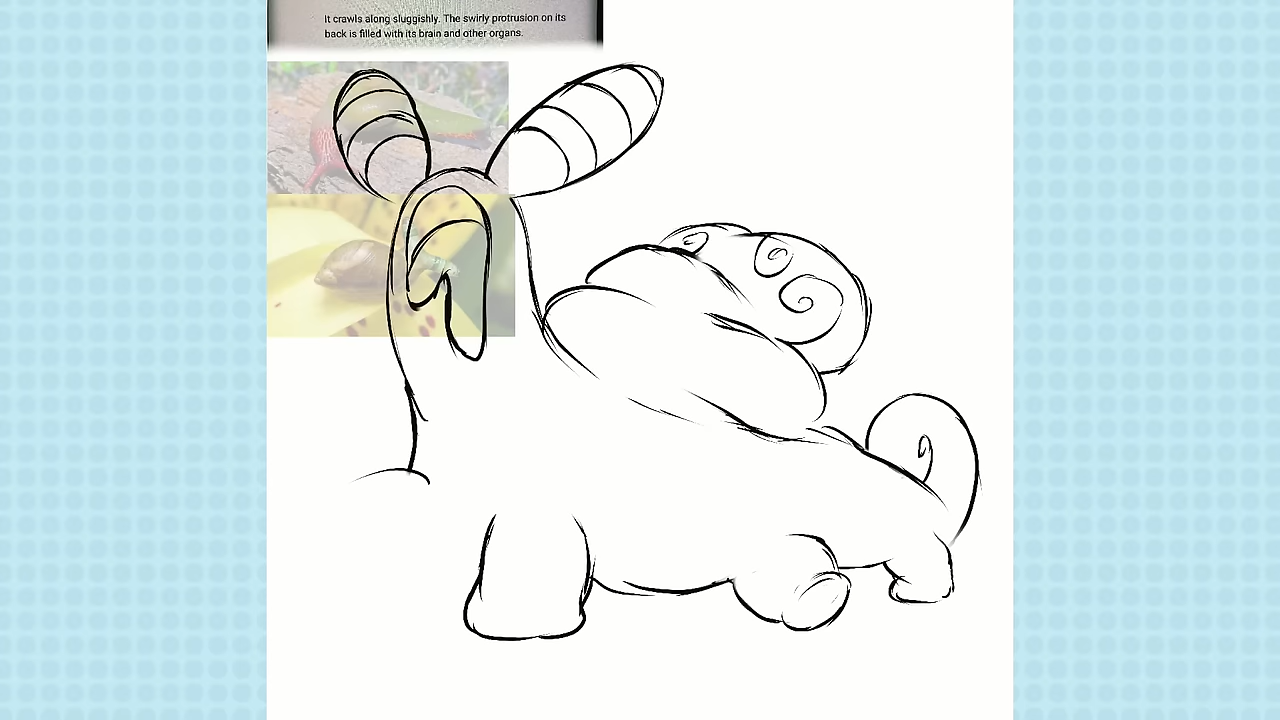 It crawls along sluggishly. The swirly protrusion on its
back is filled with its brain and other organs.